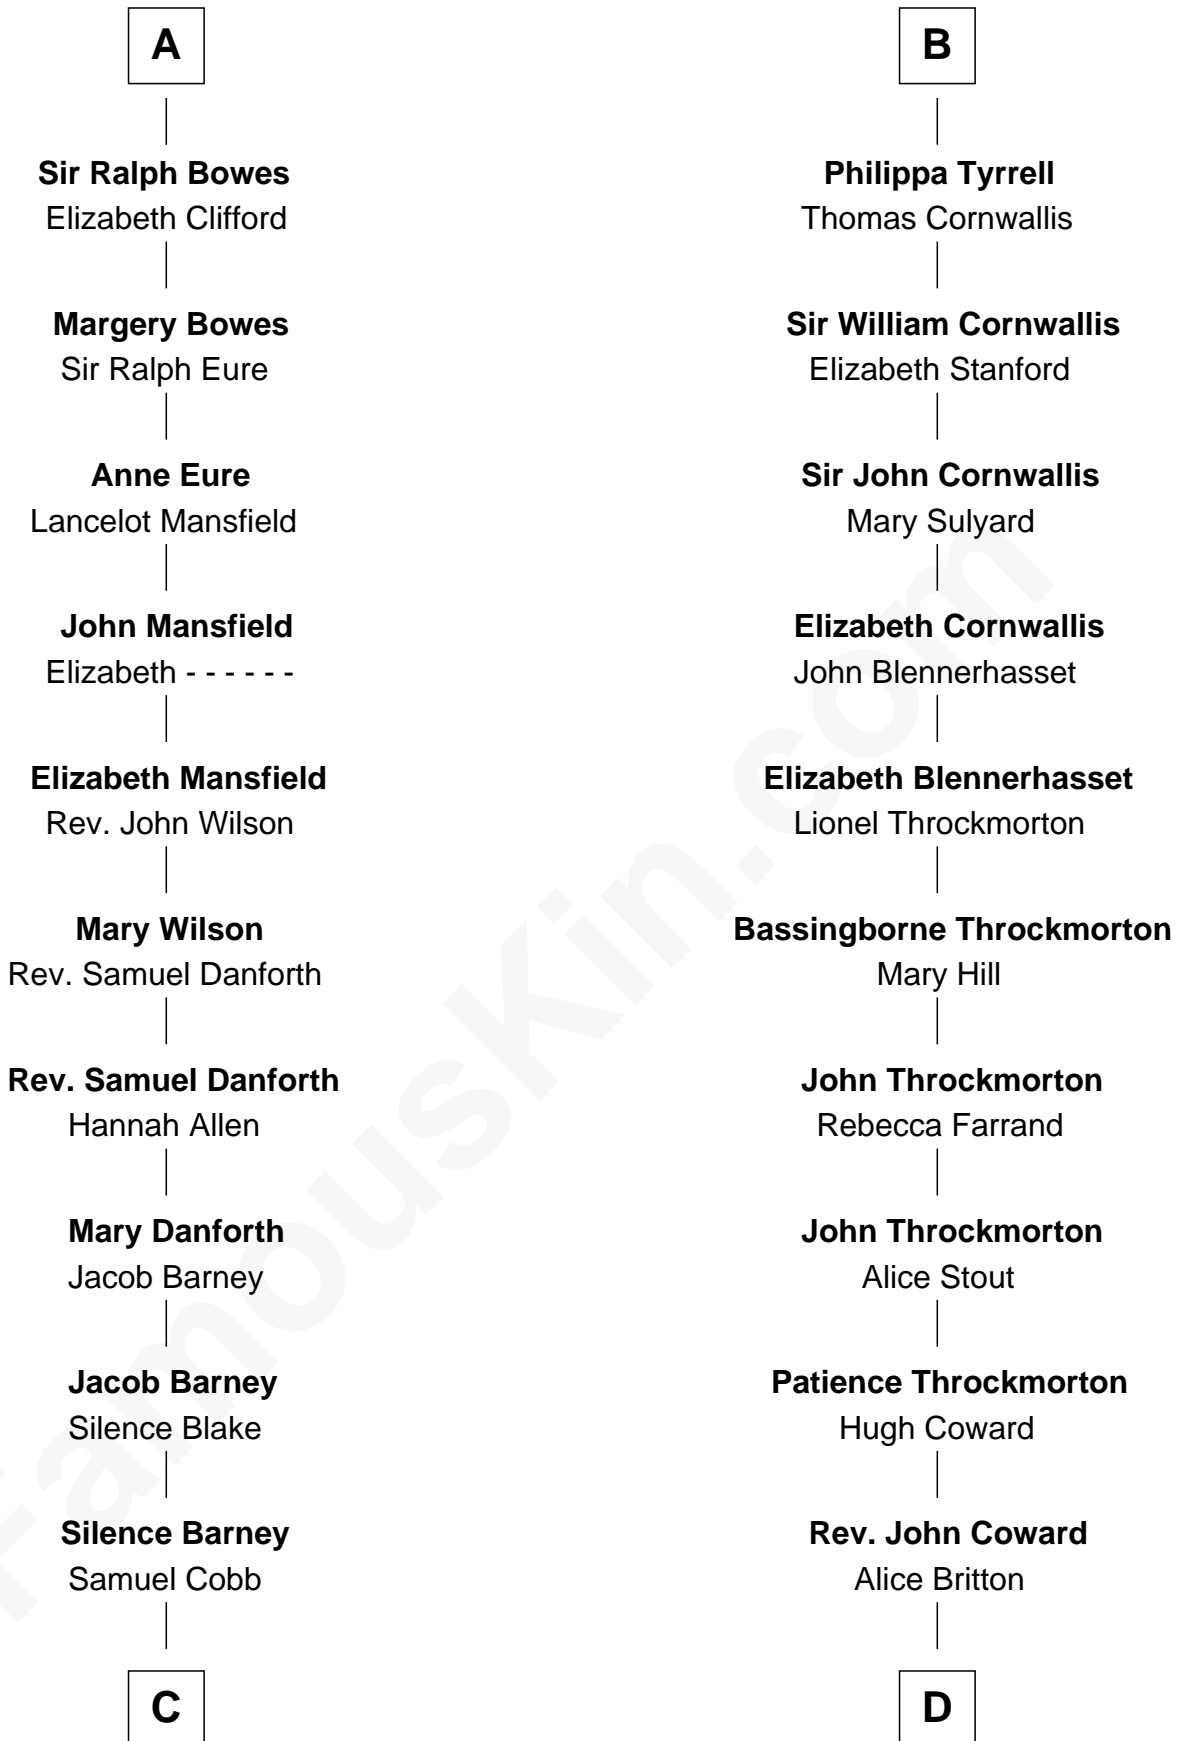 A
Sir Ralph Bowes
Elizabeth Clifford
Margery Bowes
Sir Ralph Eure
Anne Eure
Lancelot Mansfield
John Mansfield
Elizabeth - - - - - -
Elizabeth Mansfield
Rev. John Wilson
Mary Wilson
Rev. Samuel Danforth
Rev. Samuel Danforth
Hannah Allen
Mary Danforth
Jacob Barney
Jacob Barney
Silence Blake
Silence Barney
Samuel Cobb
C
B
Philippa Tyrrell
Thomas Cornwallis
Sir William Cornwallis
Elizabeth Stanford
Sir John Cornwallis
Mary Sulyard
Elizabeth Cornwallis
John Blennerhasset
Elizabeth Blennerhasset
Lionel Throckmorton
Bassingborne Throckmorton
Mary Hill
John Throckmorton
Rebecca Farrand
John Throckmorton
Alice Stout
Patience Throckmorton
Hugh Coward
Rev. John Coward
Alice Britton
D
FamousKin.com